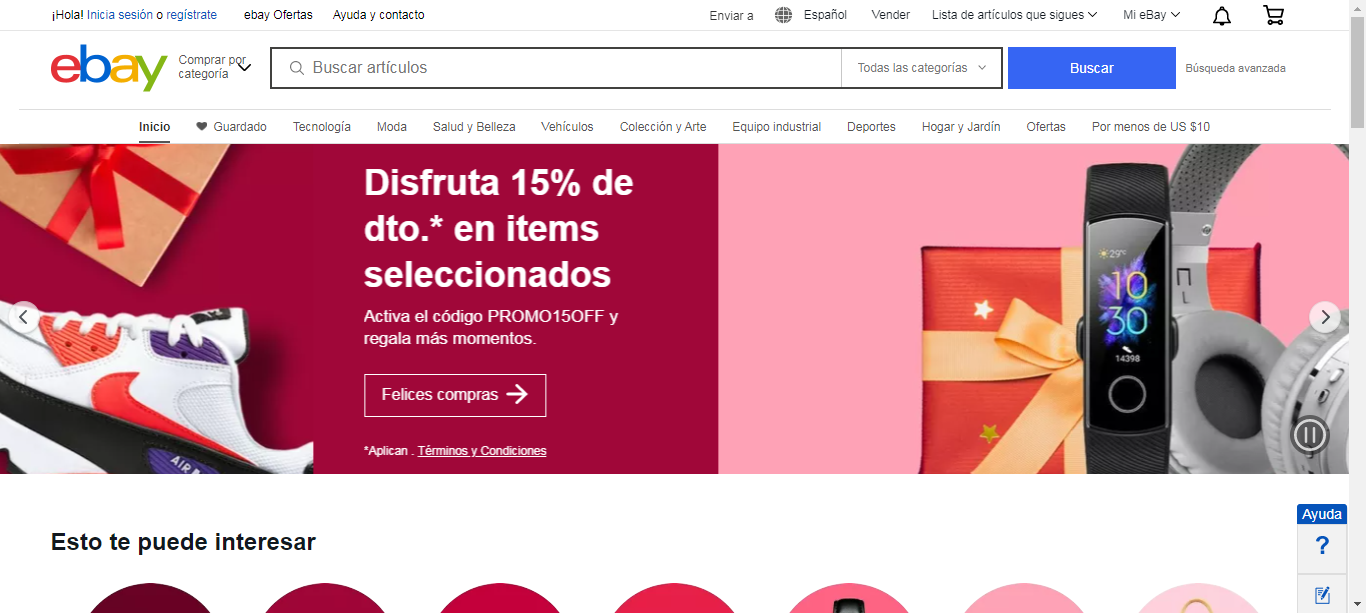 ¡Hola! Inicia sesión o regístrate ebay Ofertas Ayuda y contacto Enviar a Español Vender Lista de artículos que sigues Mi eBay
ebay
Comprar por
categoría
Buscar artículos Todas las categorías Buscar Búsqueda avanzada
Inicio Guardado Tecnología Moda Salud y Belleza Vehículos Colección y Arte Equipo industrial Deportes Hogar y Jardín Ofertas Por menos de US $10
Disfruta 15% de
dto.* en items
seleccionados
Activa el código PROMO15OFF y
regala más momentos.
Felices compras
*Aplican . Términos y Condiciones
AIR
29℃
10
30
14398
Ayuda
?
Esto te puede interesar